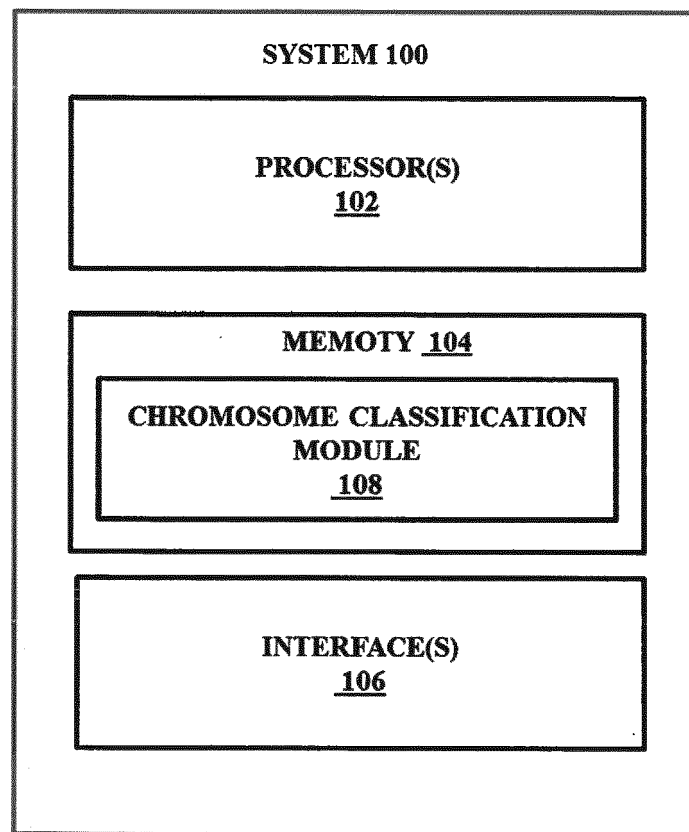 SYSTEM 100
PROCESSOR(S)
102
MEMOTY 104
CHROMOSOME CLASSIFICATION
MODULE
108
INTERFACE(S)
106